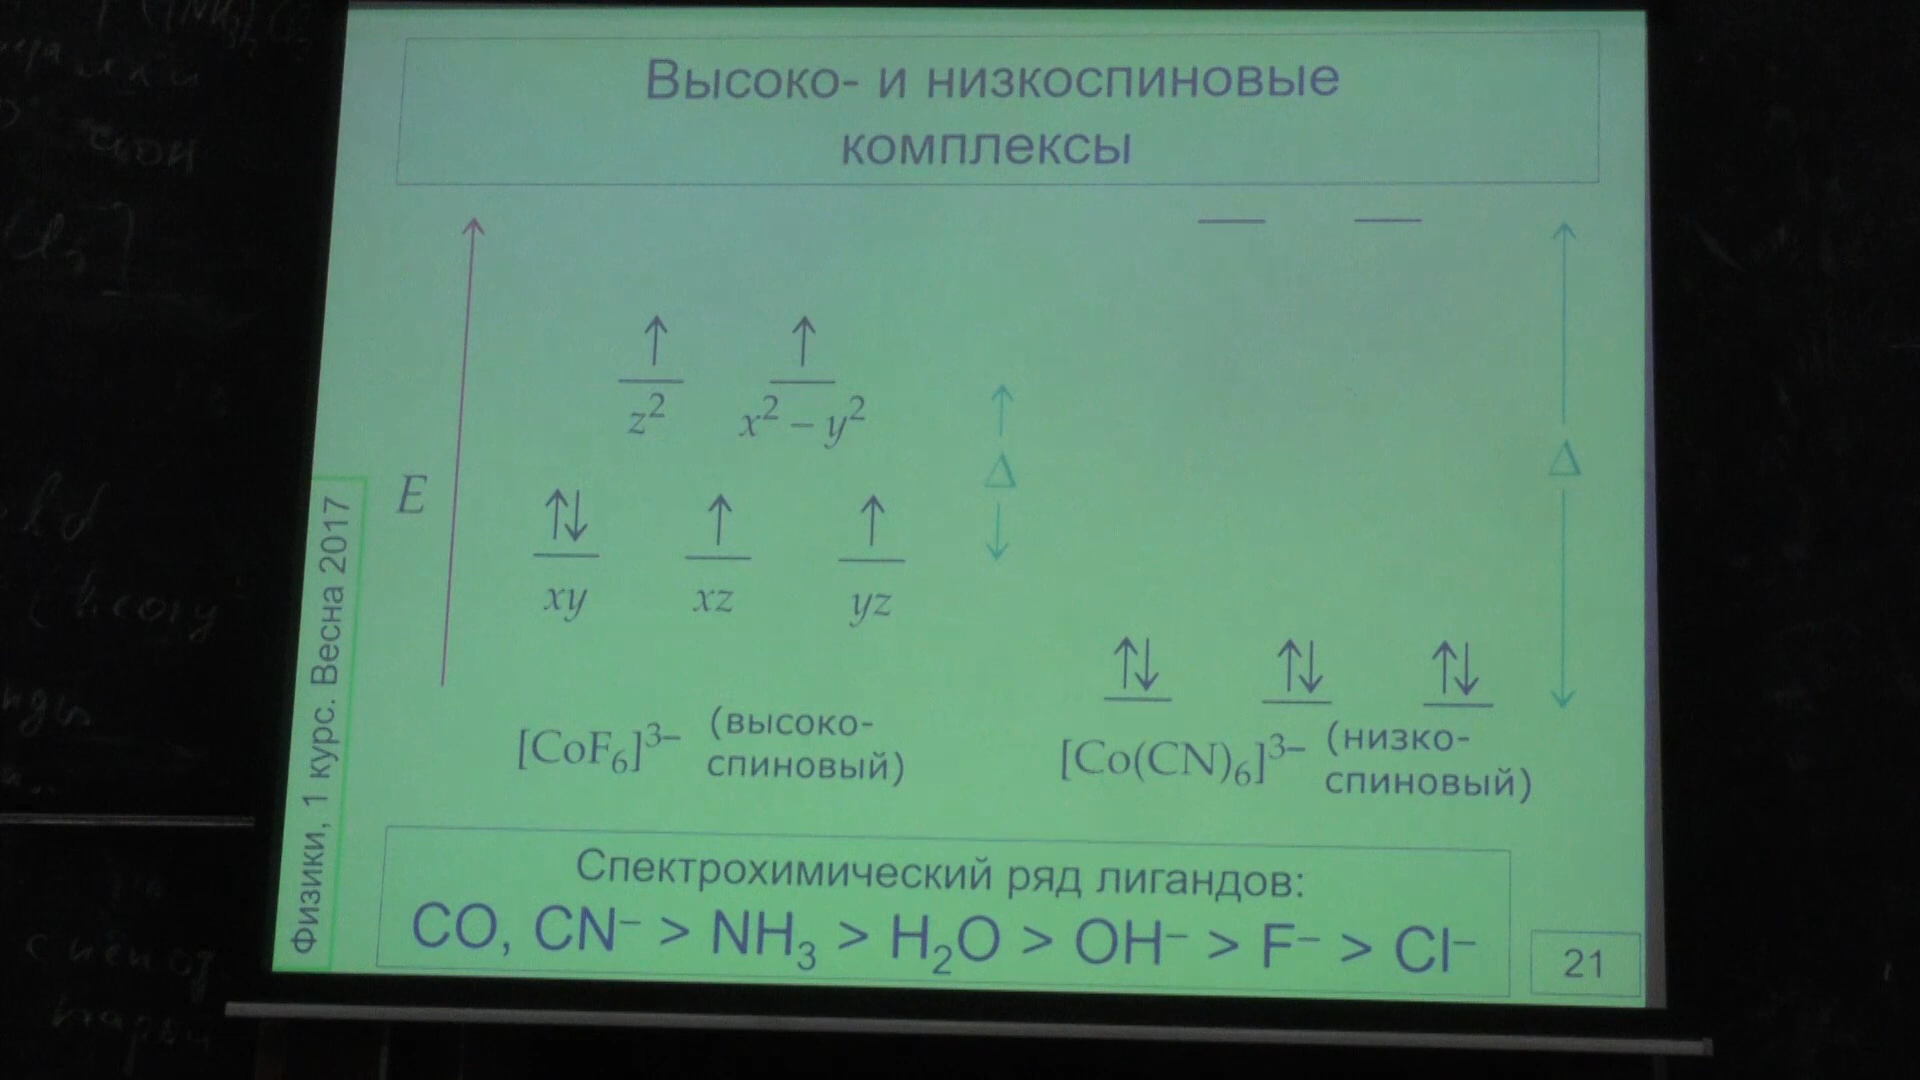 Высоко- и низкоспиновые
комплексы
E
z² x² – y²
Δ
Δ
xy xz yz
[CoF₆]³⁻ (высоко-
спиновый)
[Co(CN)₆]³⁻ (низко-
спиновый)
Спектрохимический ряд лигандов:
CO, CN⁻ > NH₃ > H₂O > OH⁻ > F⁻ > Cl⁻
21
Физики, 1 курс. Весна 2017